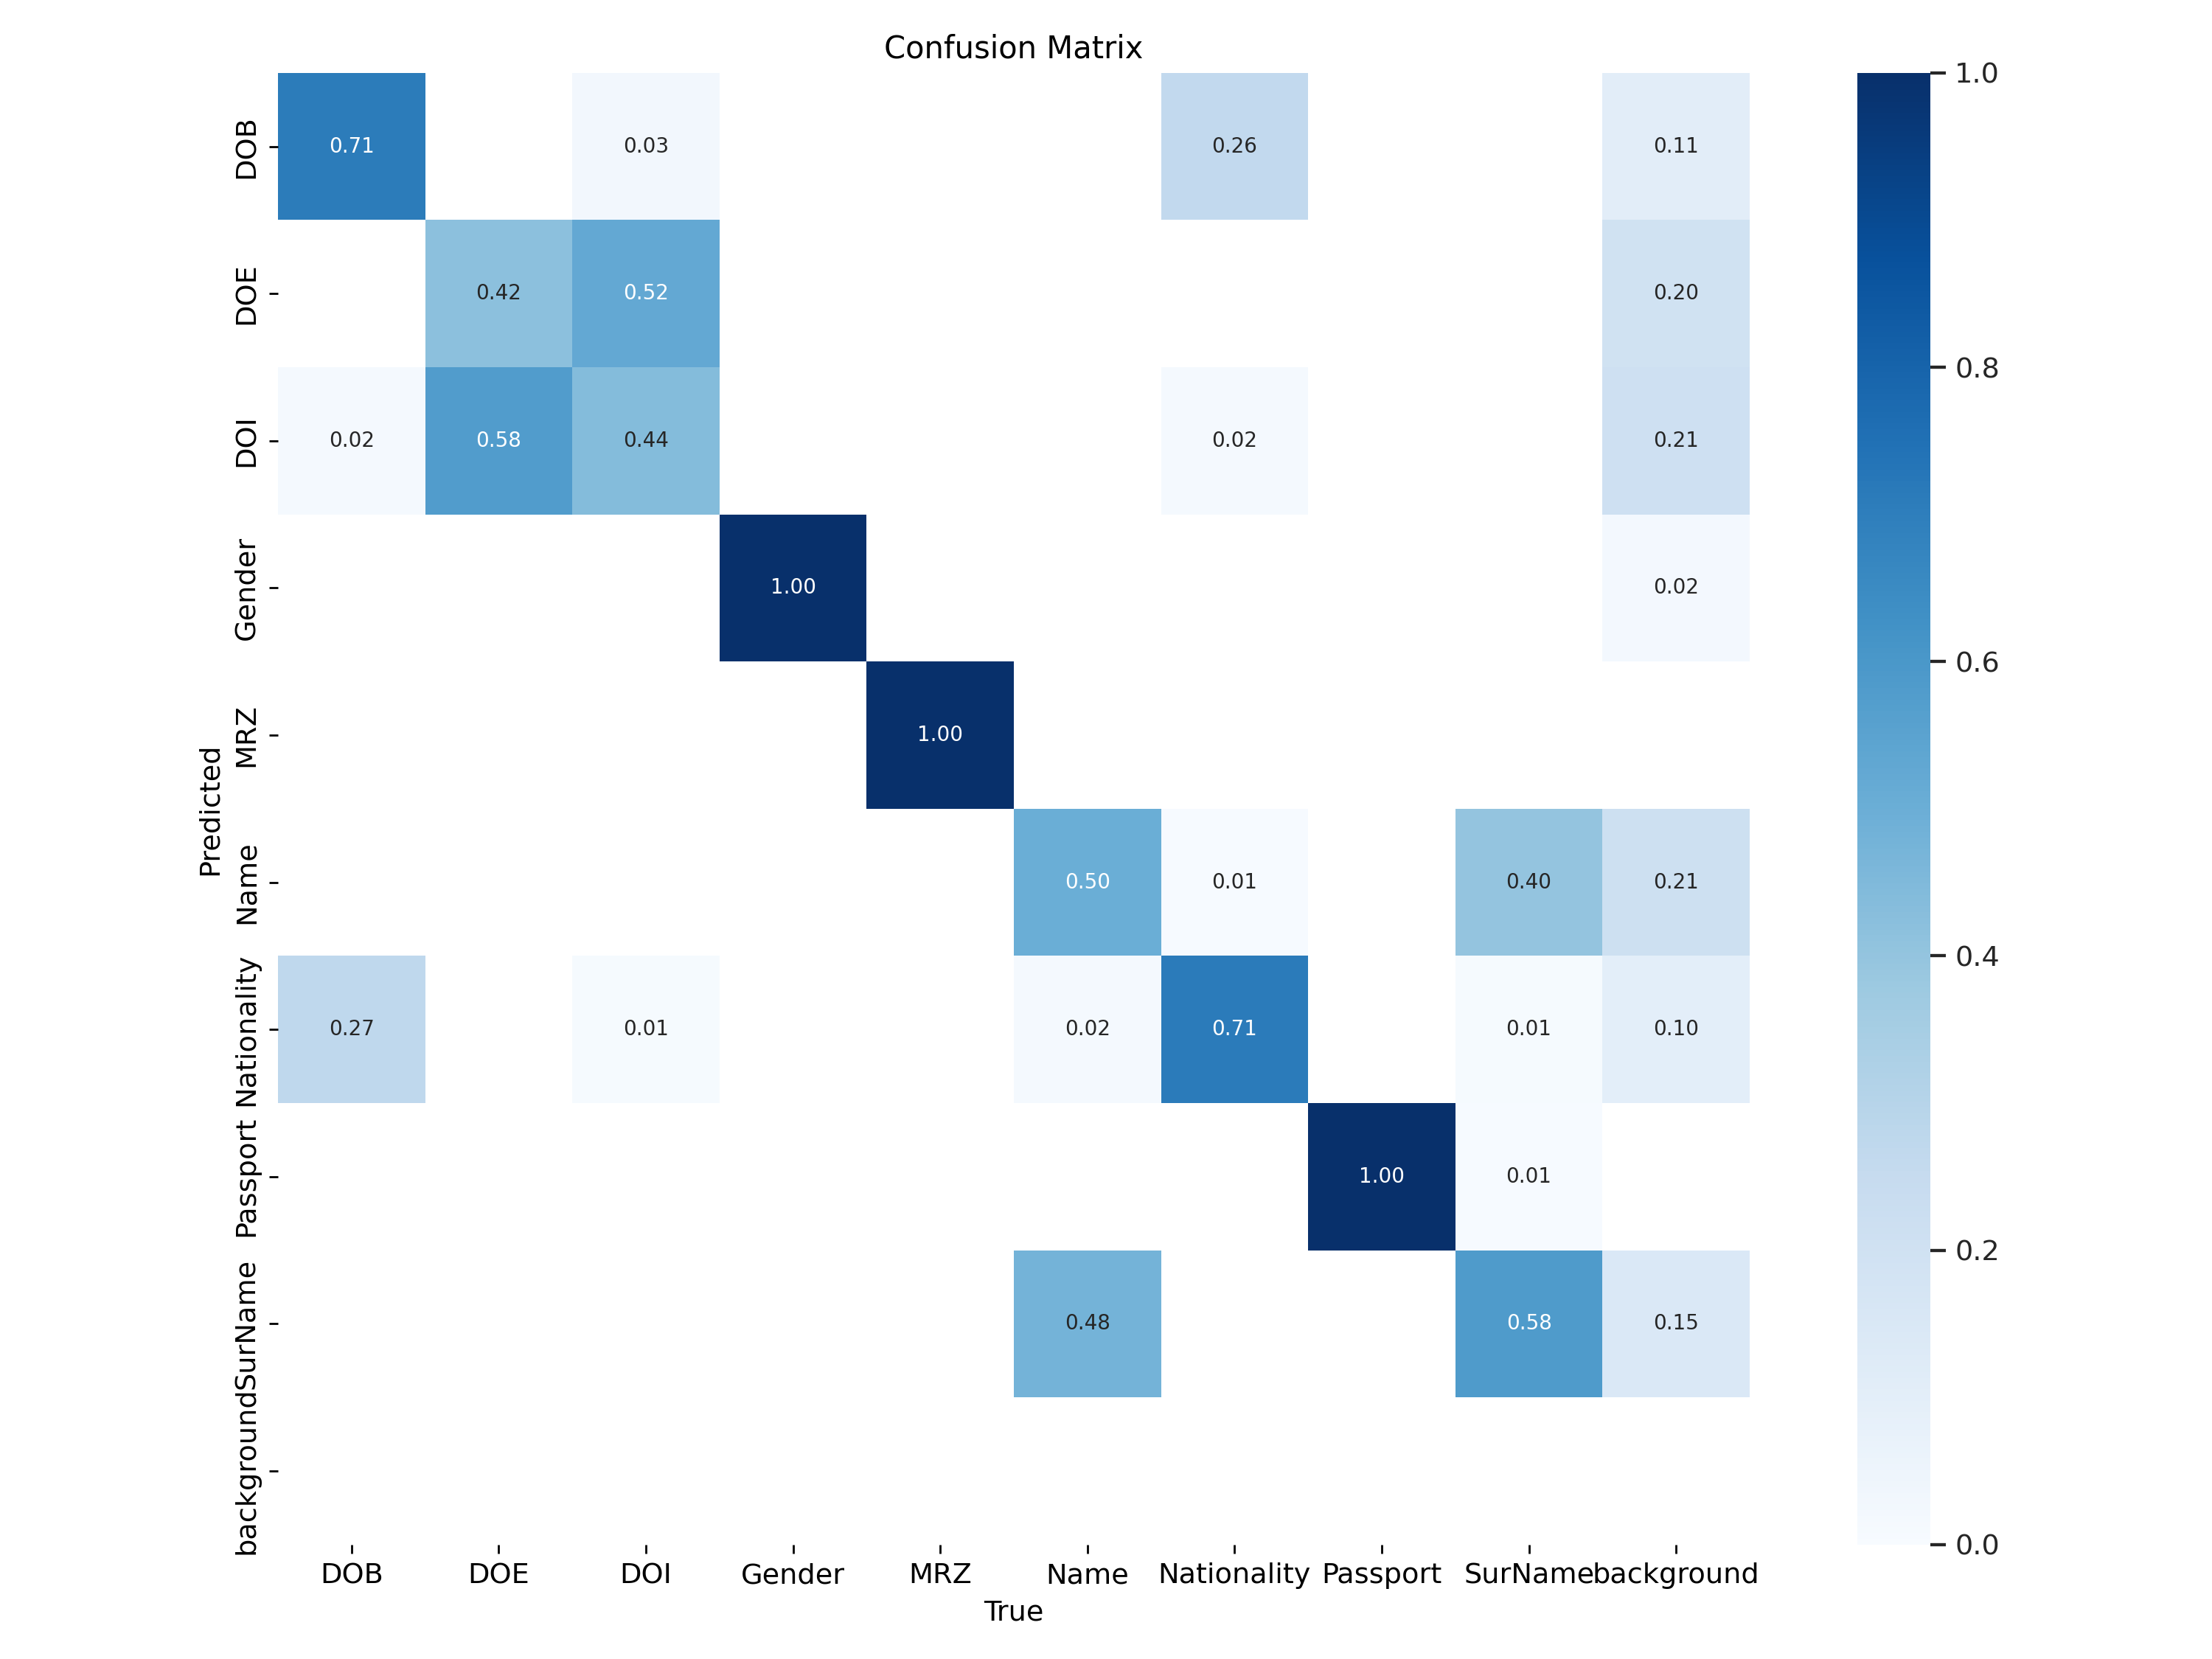 Confusion Matrix
DOB 0.71 0.03 0.26 0.11
DOE 0.42 0.52 0.20
DOI 0.02 0.58 0.44 0.02 0.21
Gender 1.00 0.02
MRZ 1.00
Name 0.50 0.01 0.40 0.21
Nationality 0.27 0.01 0.02 0.71 0.01 0.10
Passport 1.00 0.01
SurName 0.48 0.58 0.15
background
Predicted
DOB DOE DOI Gender MRZ Name Nationality Passport SurName background
True
1.0
0.8
0.6
0.4
0.2
0.0